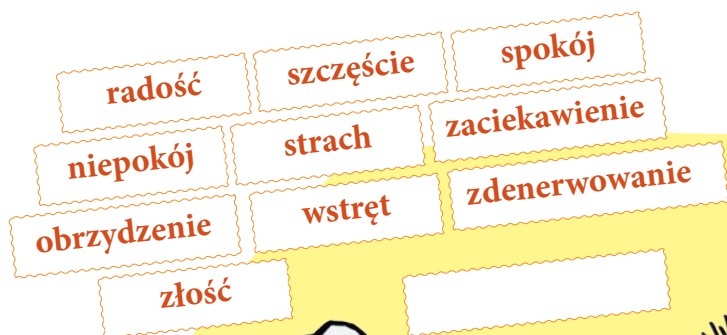 radość szczęście spokój
niepokój strach zaciekawienie
obrzydzenie wstręt zdenerwowanie
złość